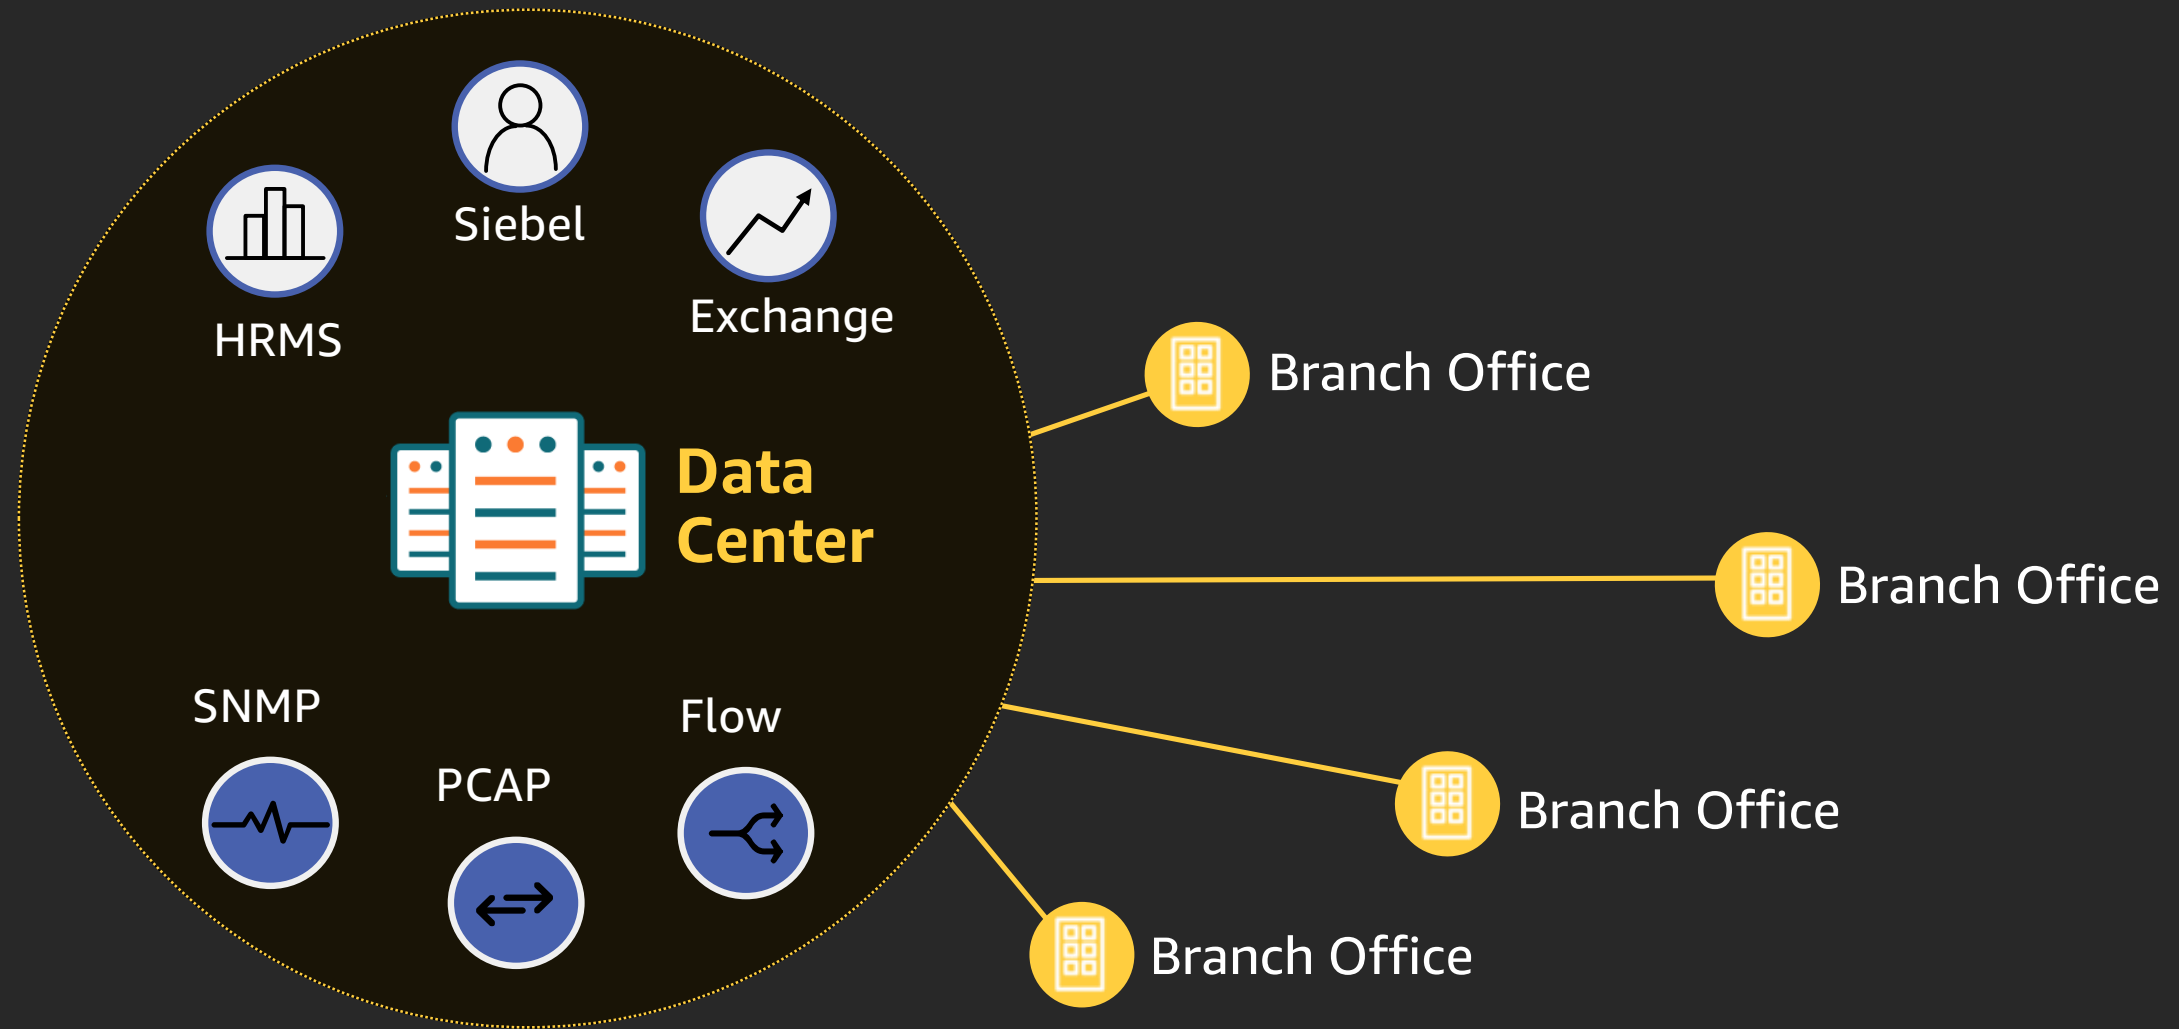 Siebel
HRMS
Exchange
Data
Center
SNMP
PCAP
Flow
Branch Office
Branch Office
Branch Office
Branch Office